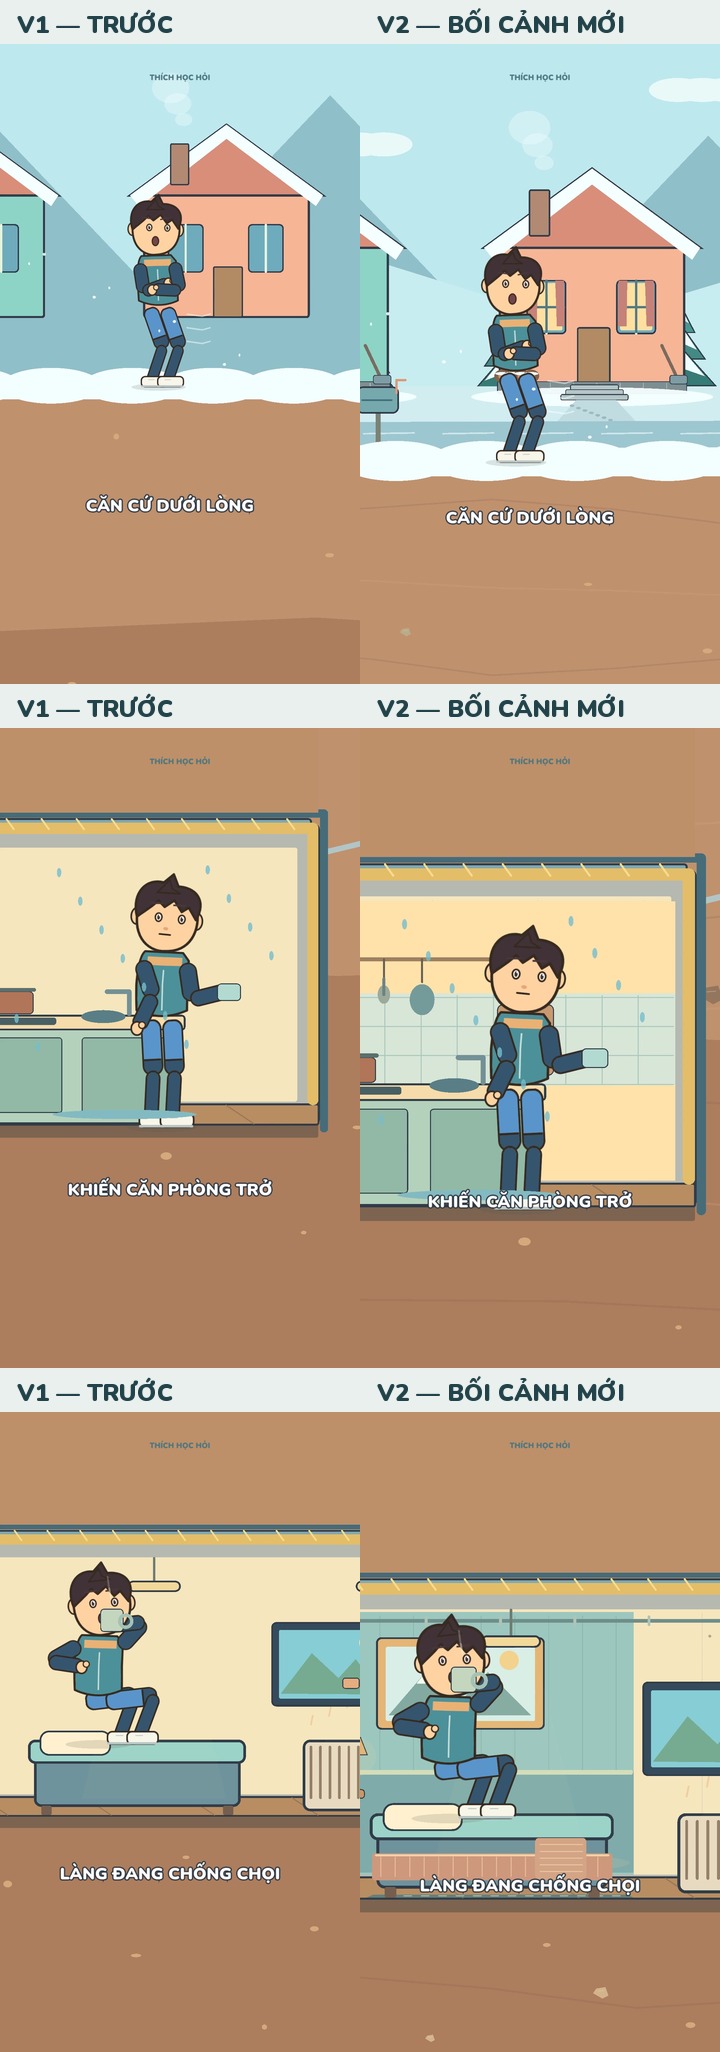 V1 — TRƯỚC
V2 — BỐI CẢNH MỚI
THÍCH HỌC HỎI
THÍCH HỌC HỎI
CĂN CỨ DƯỚI LÒNG
CĂN CỨ DƯỚI LÒNG
V1 — TRƯỚC
V2 — BỐI CẢNH MỚI
THÍCH HỌC HỎI
THÍCH HỌC HỎI
KHIẾN CĂN PHÒNG TRỞ
KHIẾN CĂN PHÒNG TRỞ
V1 — TRƯỚC
V2 — BỐI CẢNH MỚI
THÍCH HỌC HỎI
THÍCH HỌC HỎI
LÀNG ĐANG CHỐNG CHỌI
LÀNG ĐANG CHỐNG CHỌI